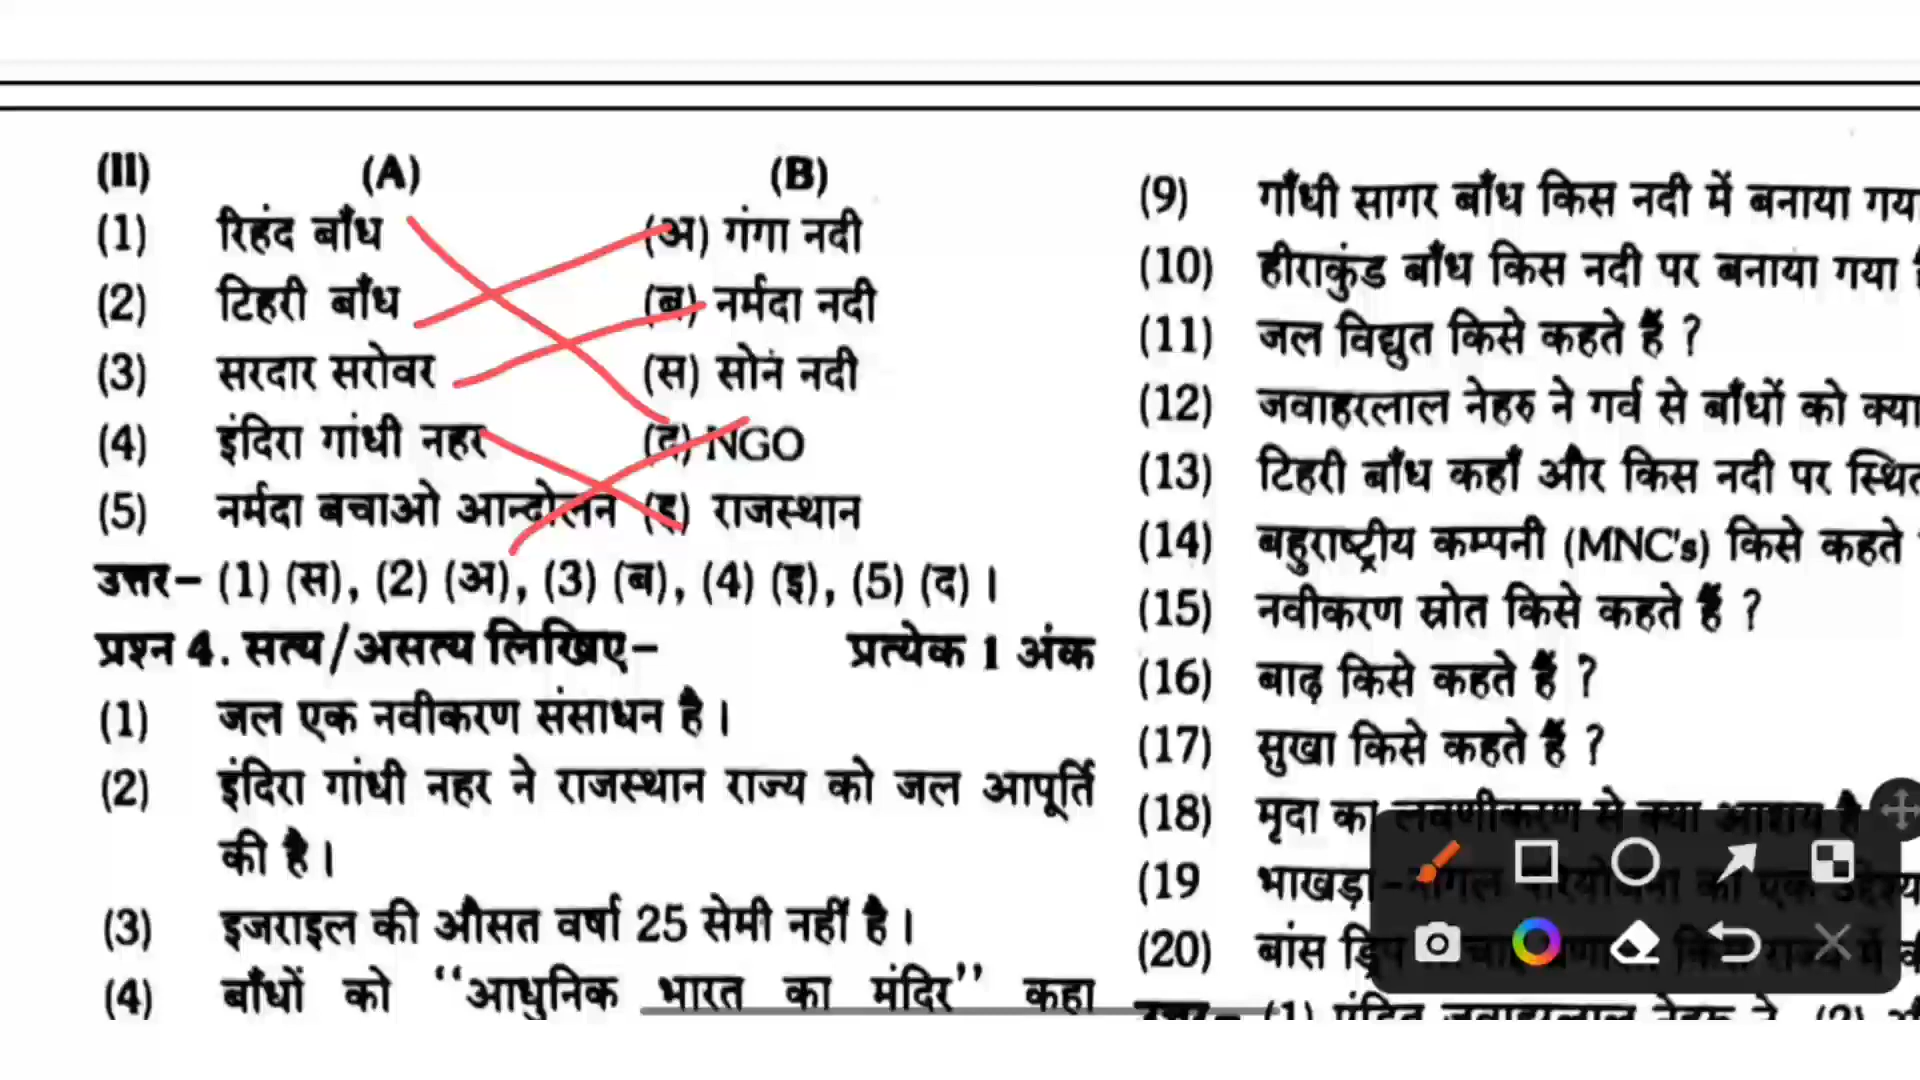 (II) (A) (B)
(1) रिहंद बाँध (अ) गंगा नदी
(2) टिहरी बाँध (ब) नर्मदा नदी
(3) सरदार सरोवर (स) सोन नदी
(4) इंदिरा गांधी नहर (द) NGO
(5) नर्मदा बचाओ आन्दोलन (इ) राजस्थान
उत्तर– (1) (स), (2) (अ), (3) (ब), (4) (इ), (5) (द)।
प्रश्न 4. सत्य/असत्य लिखिए– प्रत्येक 1 अंक
(1) जल एक नवीकरण संसाधन है।
(2) इंदिरा गांधी नहर ने राजस्थान राज्य को जल आपूर्ति
की है।
(3) इजराइल की औसत वर्षा 25 सेमी नहीं है।
(4) बाँधों को “आधुनिक भारत का मंदिर” कहा
(9) गाँधी सागर बाँध किस नदी में बनाया
(10) हीराकुंड बाँध किस नदी पर बनाया गया
(11) जल विद्युत किसे कहते हैं ?
(12) जवाहरलाल नेहरु ने गर्व से बाँधों को क्या
(13) टिहरी बाँध कहाँ और किस नदी पर
(14) बहुराष्ट्रीय कम्पनी (MNC's) किसे कहते
(15) नवीकरण स्रोत किसे कहते हैं ?
(16) बाढ़ किसे कहते हैं ?
(17) सुखा किसे कहते हैं ?
(18) मृदा का लवणीकरण से क्या आशय है
(19 भाखड़ा–
(20) बांस ड्रिप